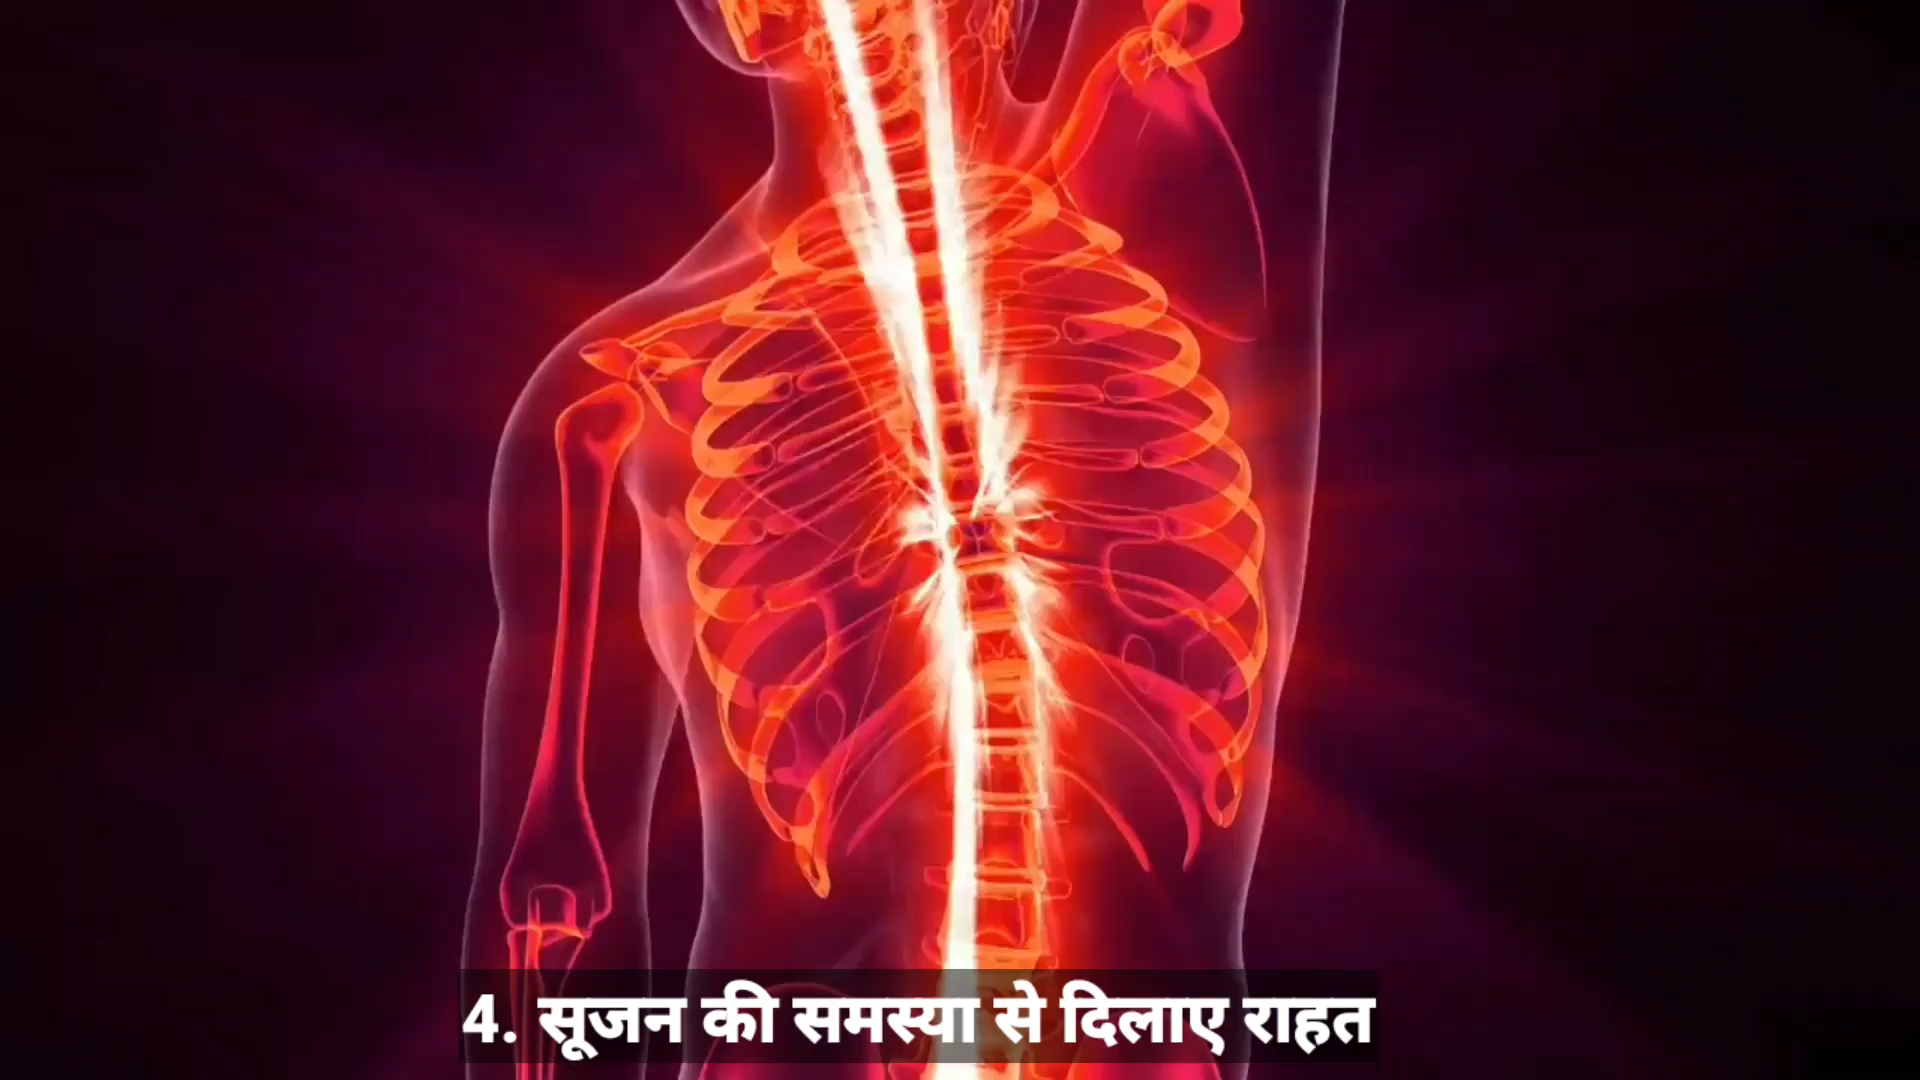 4. सूजन की समस्या से दिलाए राहत